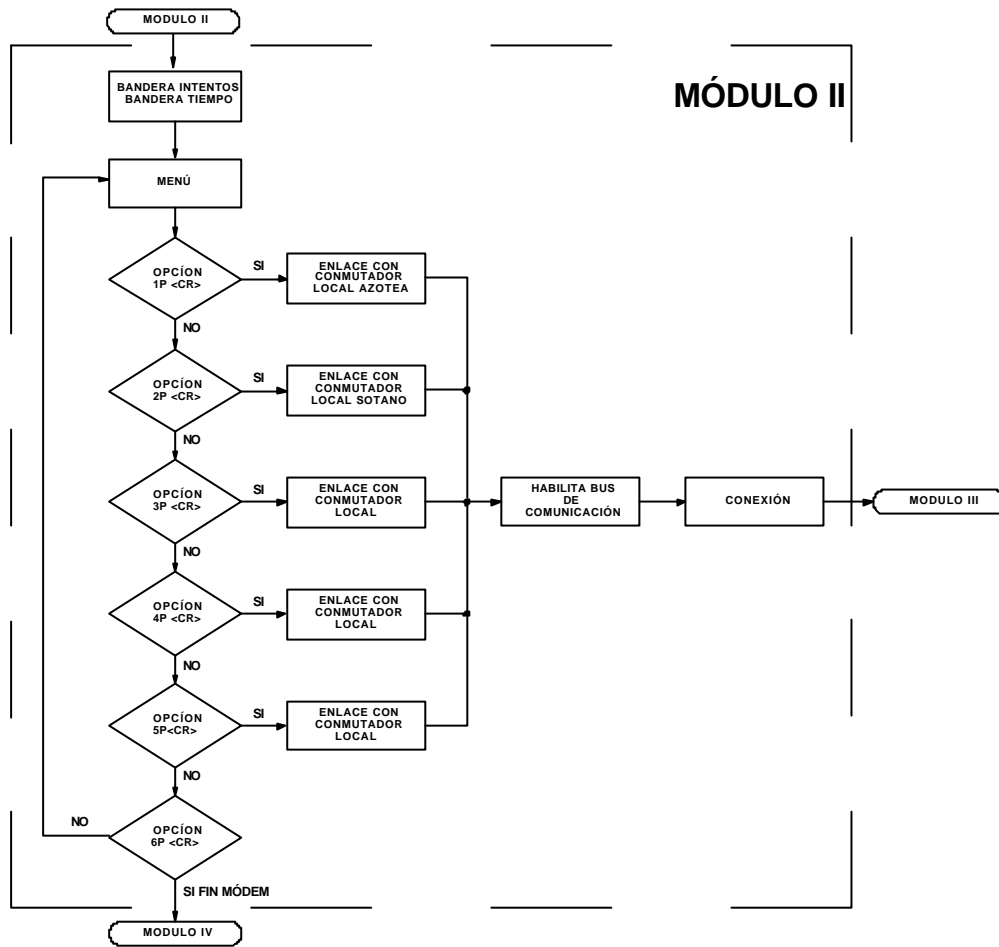 MODULO II
BANDERA INTENTOS
BANDERA TIEMPO
MÓDULO II
MENÚ
OPCÍON
1P <CR>
SI
ENLACE CON
CONMUTADOR
LOCAL AZOTEA
NO
OPCÍON
2P <CR>
SI
ENLACE CON
CONMUTADOR
LOCAL SOTANO
NO
OPCÍON
3P <CR>
SI
ENLACE CON
CONMUTADOR
LOCAL
HABILITA BUS
DE
COMUNICACIÓN
CONEXIÓN
MODULO III
NO
OPCÍON
4P <CR>
SI
ENLACE CON
CONMUTADOR
LOCAL
NO
OPCÍON
5P<CR>
SI
ENLACE CON
CONMUTADOR
LOCAL
NO
NO
OPCÍON
6P <CR>
SI FIN MÓDEM
MODULO IV